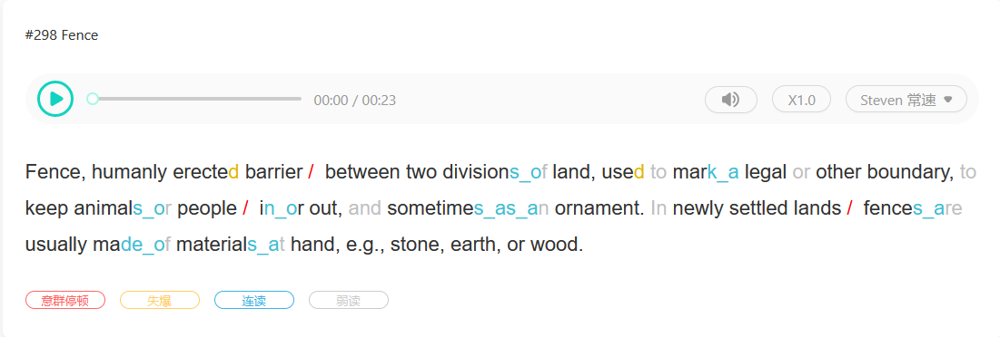 #298 Fence
00:00 / 00:23
X1.0
Steven 常速
Fence, humanly erected barrier / between two divisions_of land, used to mark_a legal or other boundary, to
keep animals_or people / in_or out, and sometimes_as_an ornament. In newly settled lands / fences_are
usually made_of materials_at hand, e.g., stone, earth, or wood.
意群停顿
失爆
连读
弱读